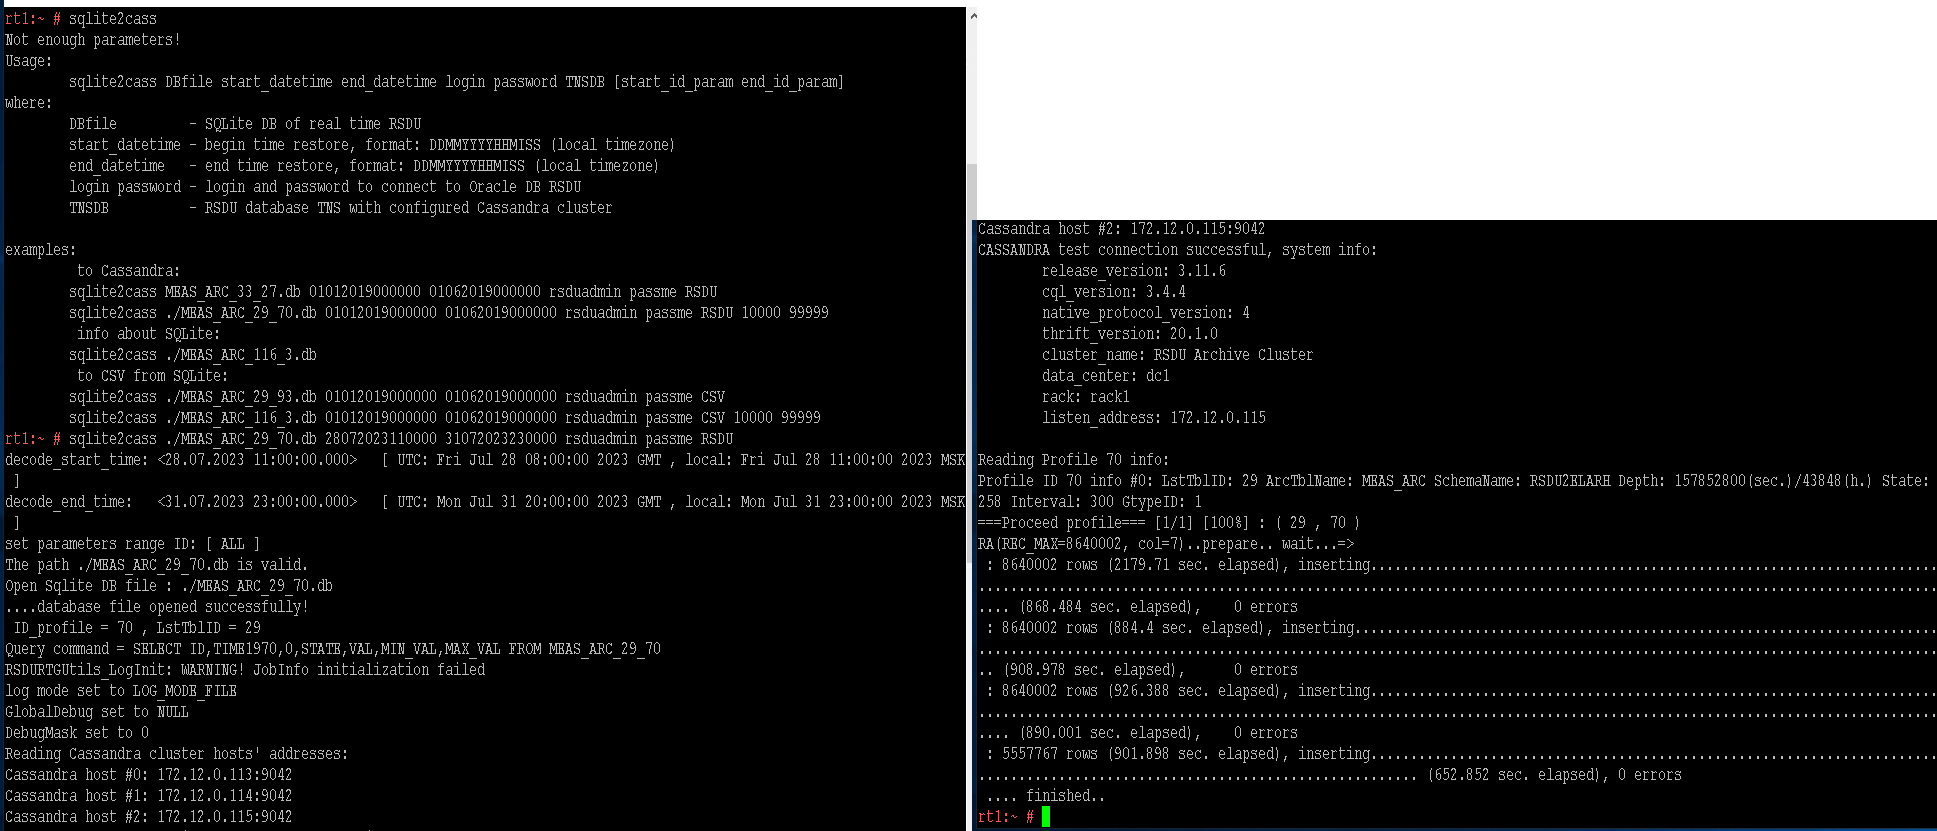 rt1:~ # sqlite2cass
Not enough parameters!
Usage:
        sqlite2cass DBfile start_datetime end_datetime login password TNSDB [start_id_param end_id_param]
where:
        DBfile         - SQLite DB of real time RSDU
        start_datetime - begin time restore, format: DDMMYYYYHHMISS (local timezone)
        end_datetime   - end time restore, format: DDMMYYYYHHMISS (local timezone)
        login password - login and password to connect to Oracle DB RSDU
        TNSDB          - RSDU database TNS with configured Cassandra cluster
examples:
         to Cassandra:
        sqlite2cass MEAS_ARC_33_27.db 01012019000000 01062019000000 rsduadmin passme RSDU
        sqlite2cass ./MEAS_ARC_29_70.db 01012019000000 01062019000000 rsduadmin passme RSDU 10000 99999
         info about SQLite:
        sqlite2cass ./MEAS_ARC_116_3.db
         to CSV from SQLite:
        sqlite2cass ./MEAS_ARC_29_93.db 01012019000000 01062019000000 rsduadmin passme CSV
        sqlite2cass ./MEAS_ARC_116_3.db 01012019000000 01062019000000 rsduadmin passme CSV 10000 99999
rt1:~ # sqlite2cass ./MEAS_ARC_29_70.db 28072023110000 31072023230000 rsduadmin passme RSDU
decode_start_time: <28.07.2023 11:00:00.000>   [ UTC: Fri Jul 28 08:00:00 2023 GMT , local: Fri Jul 28 11:00:00 2023 MSK
 ]
decode_end_time:   <31.07.2023 23:00:00.000>   [ UTC: Mon Jul 31 20:00:00 2023 GMT , local: Mon Jul 31 23:00:00 2023 MSK
 ]
set parameters range ID: [ ALL ]
The path ./MEAS_ARC_29_70.db is valid.
Open Sqlite DB file : ./MEAS_ARC_29_70.db
....database file opened successfully!
 ID_profile = 70 , LstTblID = 29
Query command = SELECT ID,TIME1970,0,STATE,VAL,MIN_VAL,MAX_VAL FROM MEAS_ARC_29_70
RSDURTGUtils_LogInit: WARNING! JobInfo initialization failed
log mode set to LOG_MODE_FILE
GlobalDebug set to NULL
DebugMask set to 0
Reading Cassandra cluster hosts' addresses:
Cassandra host #0: 172.12.0.113:9042
Cassandra host #1: 172.12.0.114:9042
Cassandra host #2: 172.12.0.115:9042
Cassandra host #2: 172.12.0.115:9042
CASSANDRA test connection successful, system info:
        release_version: 3.11.6
        cql_version: 3.4.4
        native_protocol_version: 4
        thrift_version: 20.1.0
        cluster_name: RSDU Archive Cluster
        data_center: dc1
        rack: rack1
        listen_address: 172.12.0.115
Reading Profile 70 info:
Profile ID 70 info #0: LstTblID: 29 ArcTblName: MEAS_ARC SchemaName: RSDU2ELARH Depth: 157852800(sec.)/43848(h.) State:
258 Interval: 300 GtypeID: 1
===Proceed profile=== [1/1] [100%] : ( 29 , 70 )
RA(REC_MAX=8640002, col=7)..prepare.. wait...=>
 : 8640002 rows (2179.71 sec. elapsed), inserting.......................................................................
........................................................................................................................
.... (868.484 sec. elapsed),    0 errors
 : 8640002 rows (884.4 sec. elapsed), inserting.........................................................................
........................................................................................................................
.. (908.978 sec. elapsed),    0 errors
 : 8640002 rows (926.388 sec. elapsed), inserting.......................................................................
........................................................................................................................
.... (890.001 sec. elapsed),    0 errors
 : 5557767 rows (901.898 sec. elapsed), inserting.......................................................................
....................................................... (652.852 sec. elapsed), 0 errors
 .... finished..
rt1:~ #